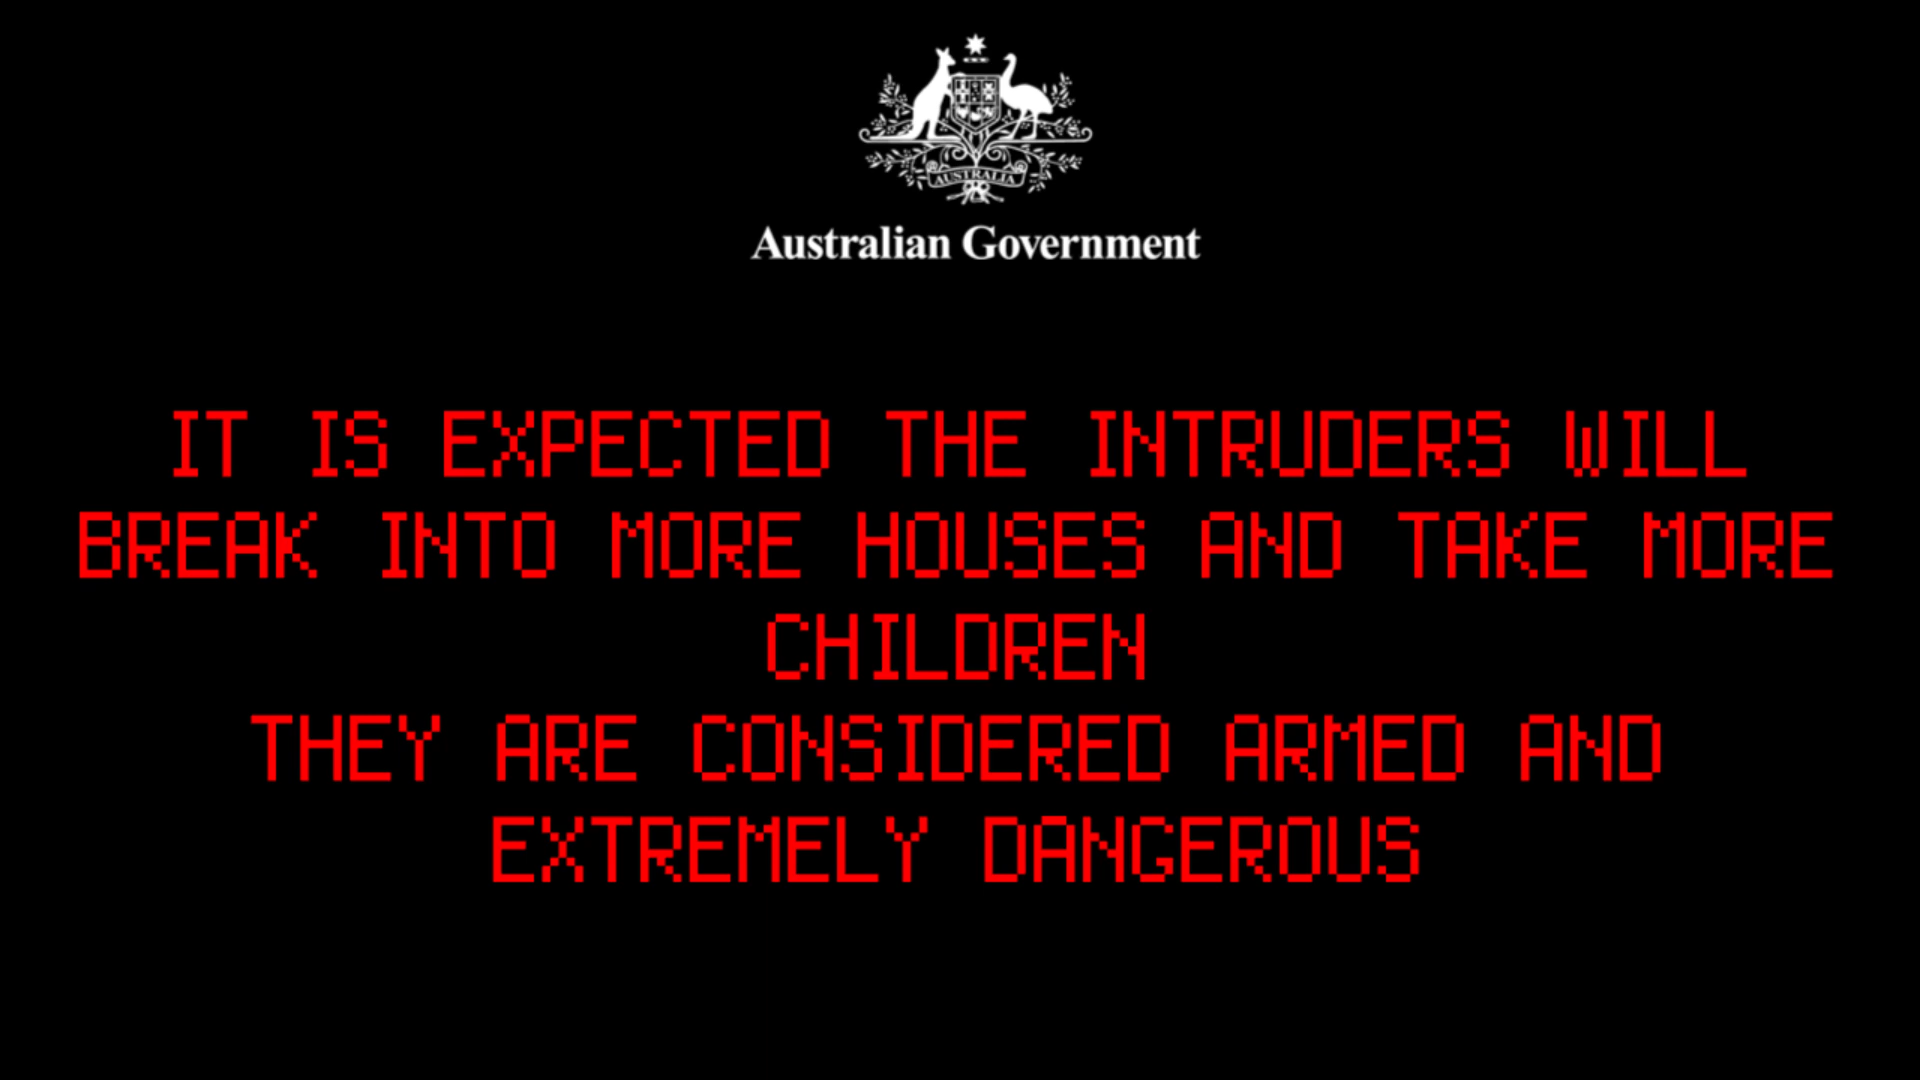 AUSTRALIA
Australian Government
IT IS EXPECTED THE INTRUDERS WILL
BREAK INTO MORE HOUSES AND TAKE MORE
CHILDREN
THEY ARE CONSIDERED ARMED AND
EXTREMELY DANGEROUS